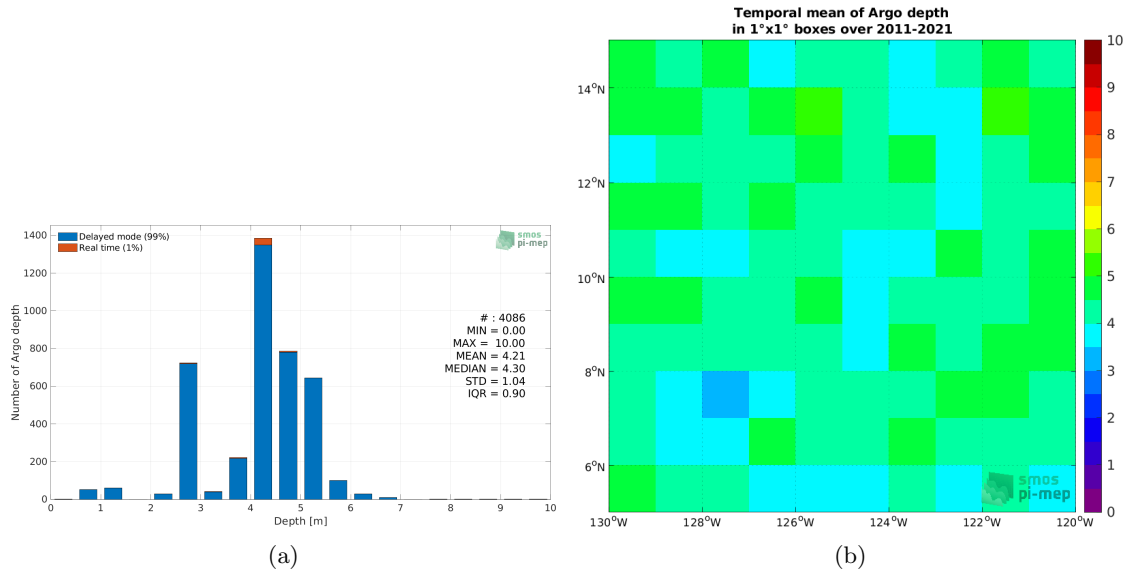 Temporal mean of Argo depth
in 1°x1° boxes over 2011-2021
Delayed mode (99%)
Real time (1%)
smos
pi-mep
Number of Argo depth
1400
1200
1000
800
600
400
200
0
# : 4086
MIN = 0.00
MAX = 10.00
MEAN = 4.21
MEDIAN = 4.30
STD = 1.04
IQR = 0.90
0 1 2 3 4 5 6 7 8 9 10
Depth [m]
(a)
14°N
12°N
10°N
8°N
6°N
130°W 128°W 126°W 124°W 122°W 120°W
smos
pi-mep
10
9
8
7
6
5
4
3
2
1
0
(b)